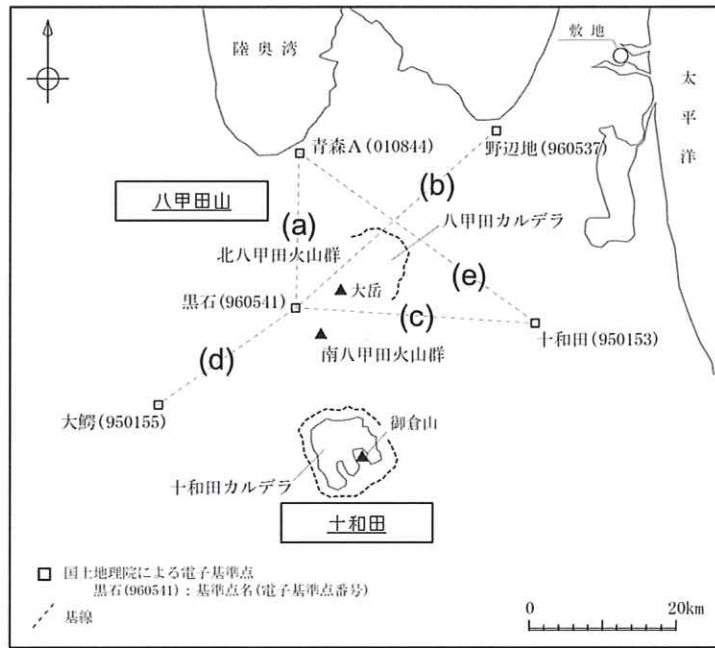 陸奥湾
敷地
太平洋
青森A(010844)
野辺地(960537)
(b)
八甲田山
(a)
八甲田カルデラ
北八甲田火山群
(e)
大岳
黒石(960541)
(c)
十和田(950153)
南八甲田火山群
(d)
大鰐(950155)
御倉山
十和田カルデラ
十和田
国土地理院による電子基準点
黒石(960541):基準点名(電子基準点番号)
基線
0 20km